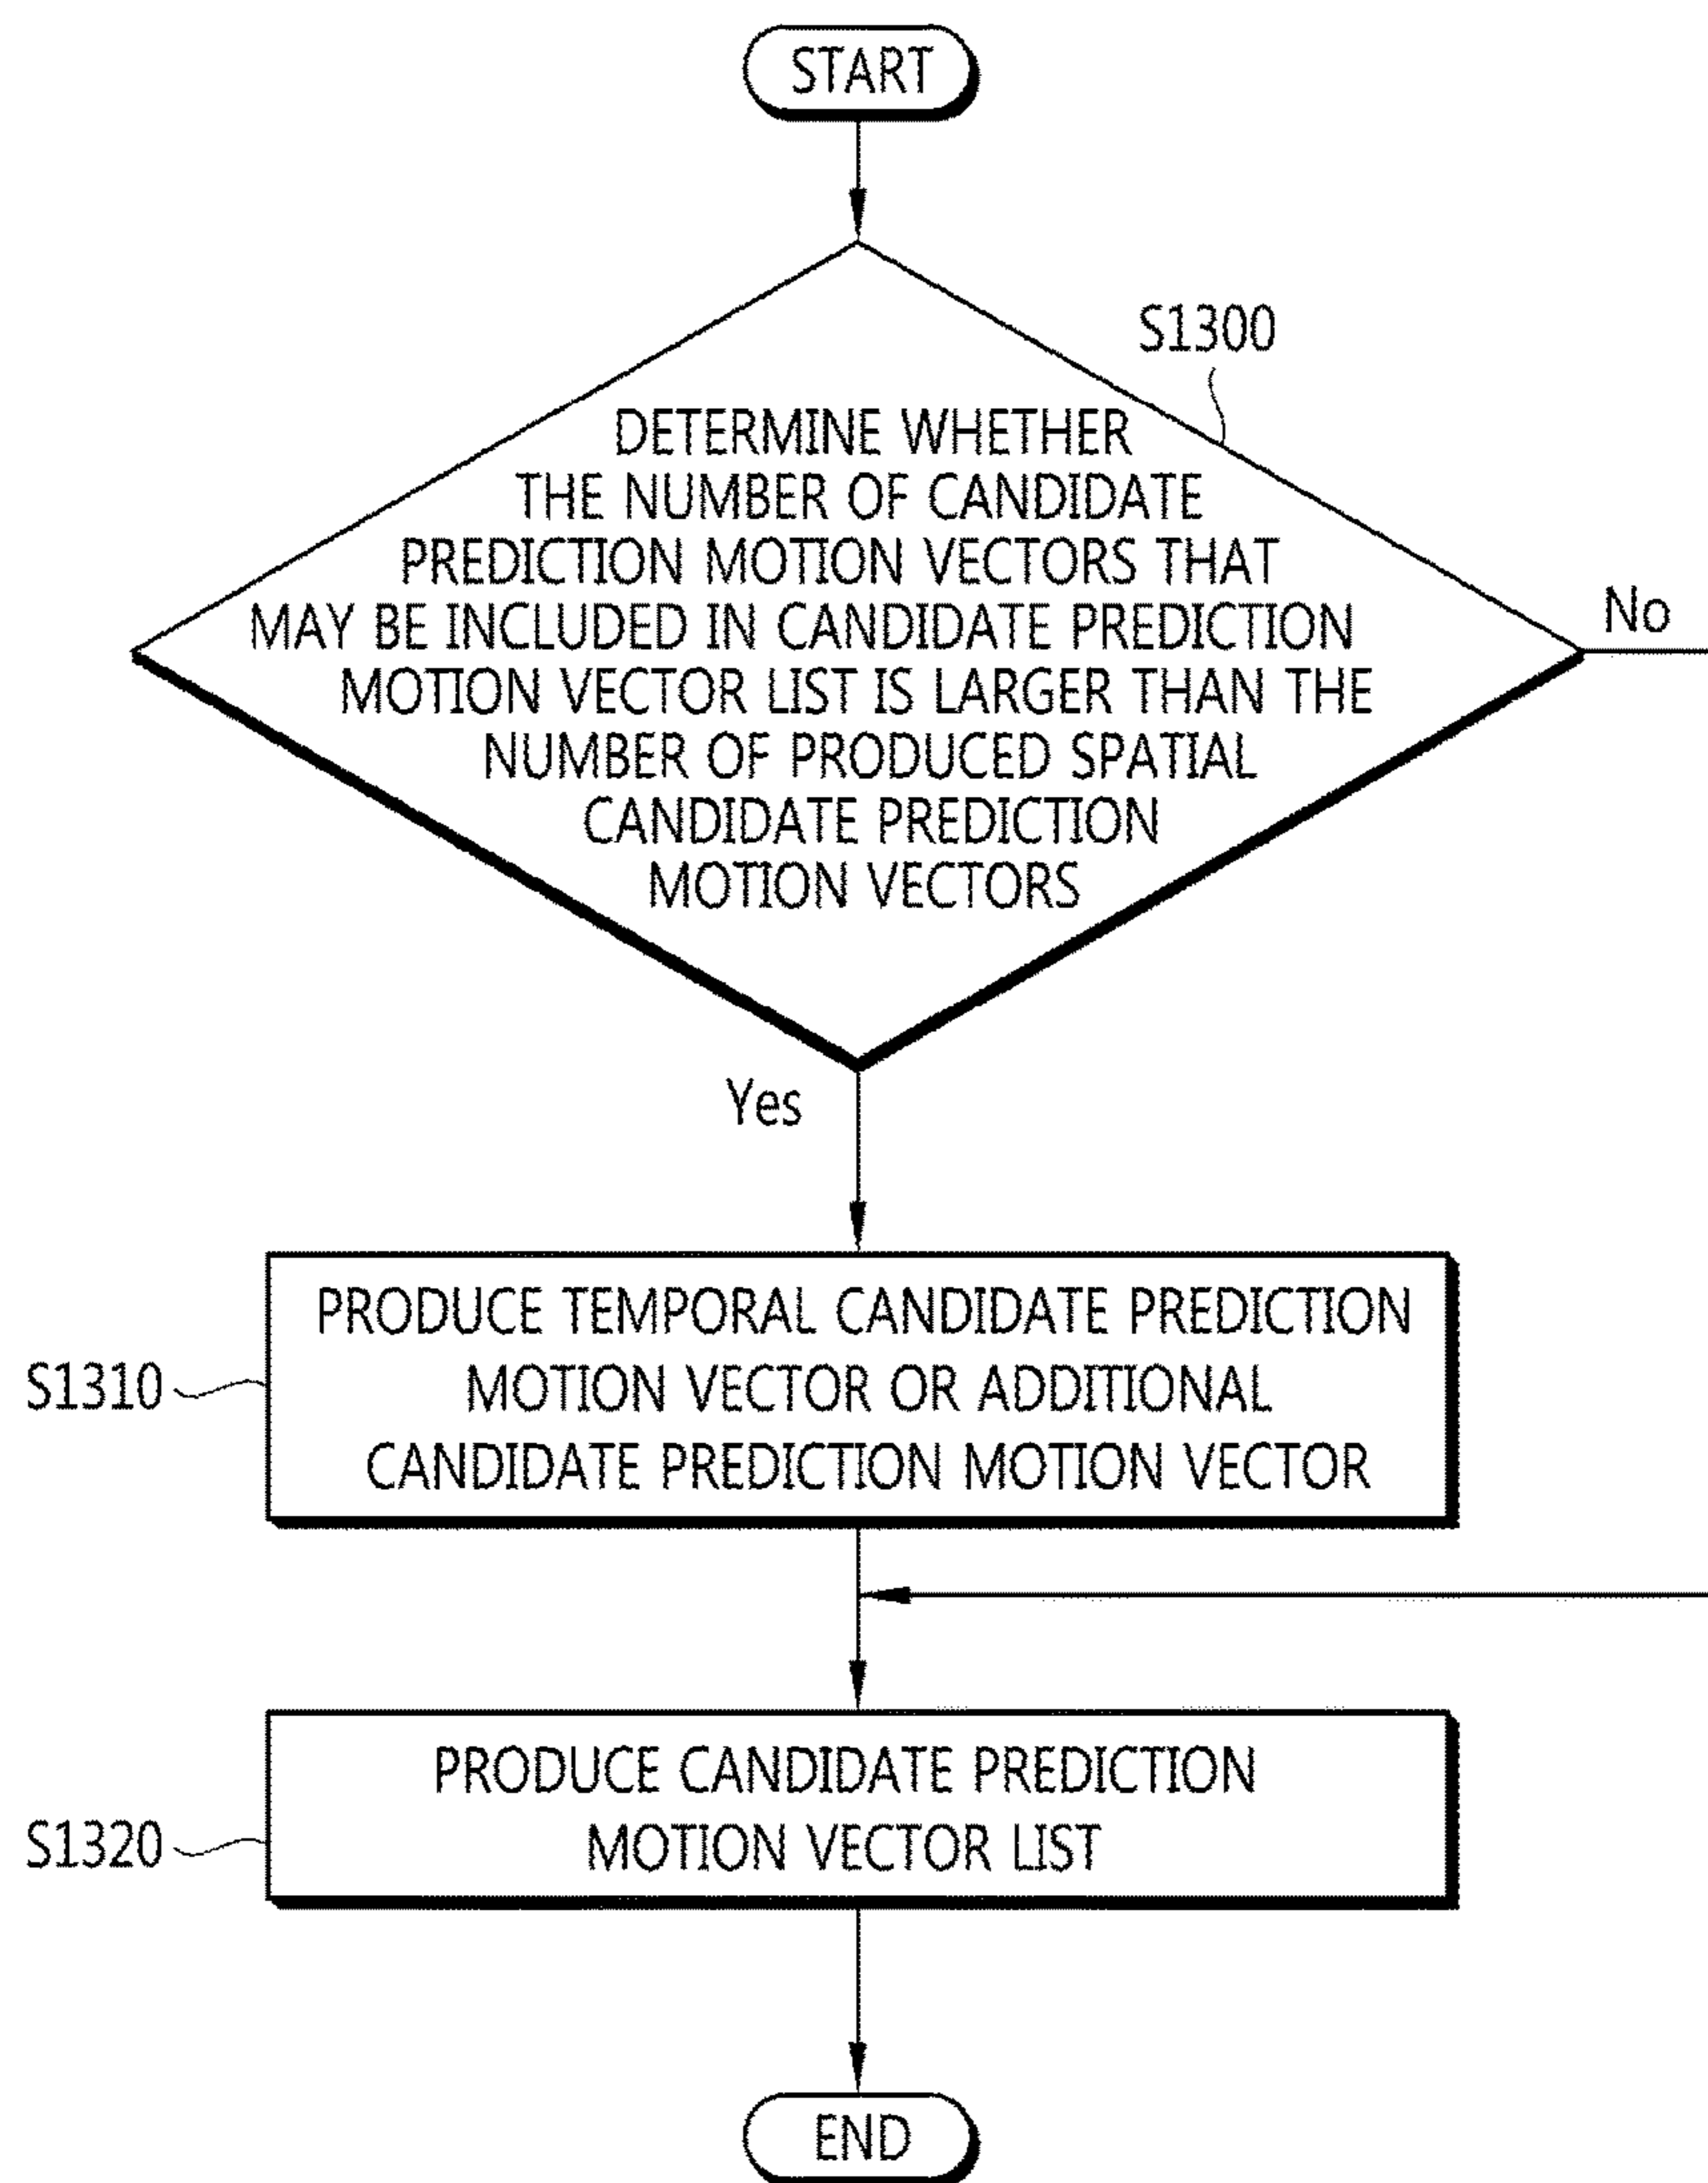 START
S1300
DETERMINE WHETHER
THE NUMBER OF CANDIDATE
PREDICTION MOTION VECTORS THAT
MAY BE INCLUDED IN CANDIDATE PREDICTION
MOTION VECTOR LIST IS LARGER THAN THE
NUMBER OF PRODUCED SPATIAL
CANDIDATE PREDICTION
MOTION VECTORS
No
Yes
S1310
PRODUCE TEMPORAL CANDIDATE PREDICTION
MOTION VECTOR OR ADDITIONAL
CANDIDATE PREDICTION MOTION VECTOR
S1320
PRODUCE CANDIDATE PREDICTION
MOTION VECTOR LIST
END